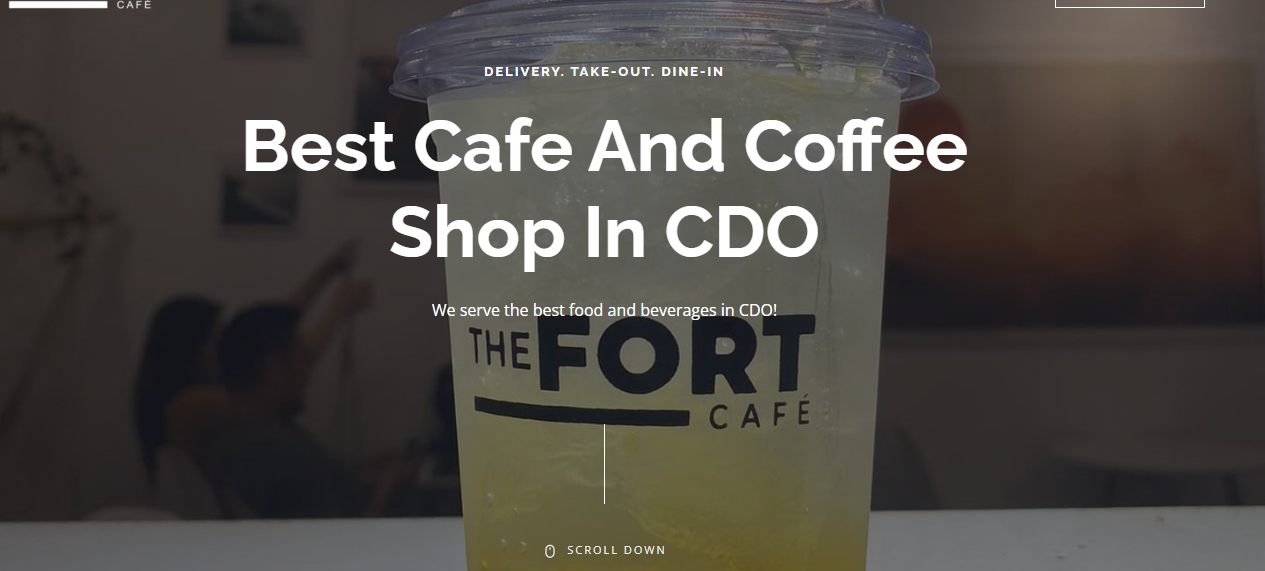 CAFÉ
DELIVERY. TAKE-OUT. DINE-IN
Best Cafe And Coffee
Shop In CDO
We serve the best food and beverages in CDO!
THE FORT
CAFÉ
SCROLL DOWN